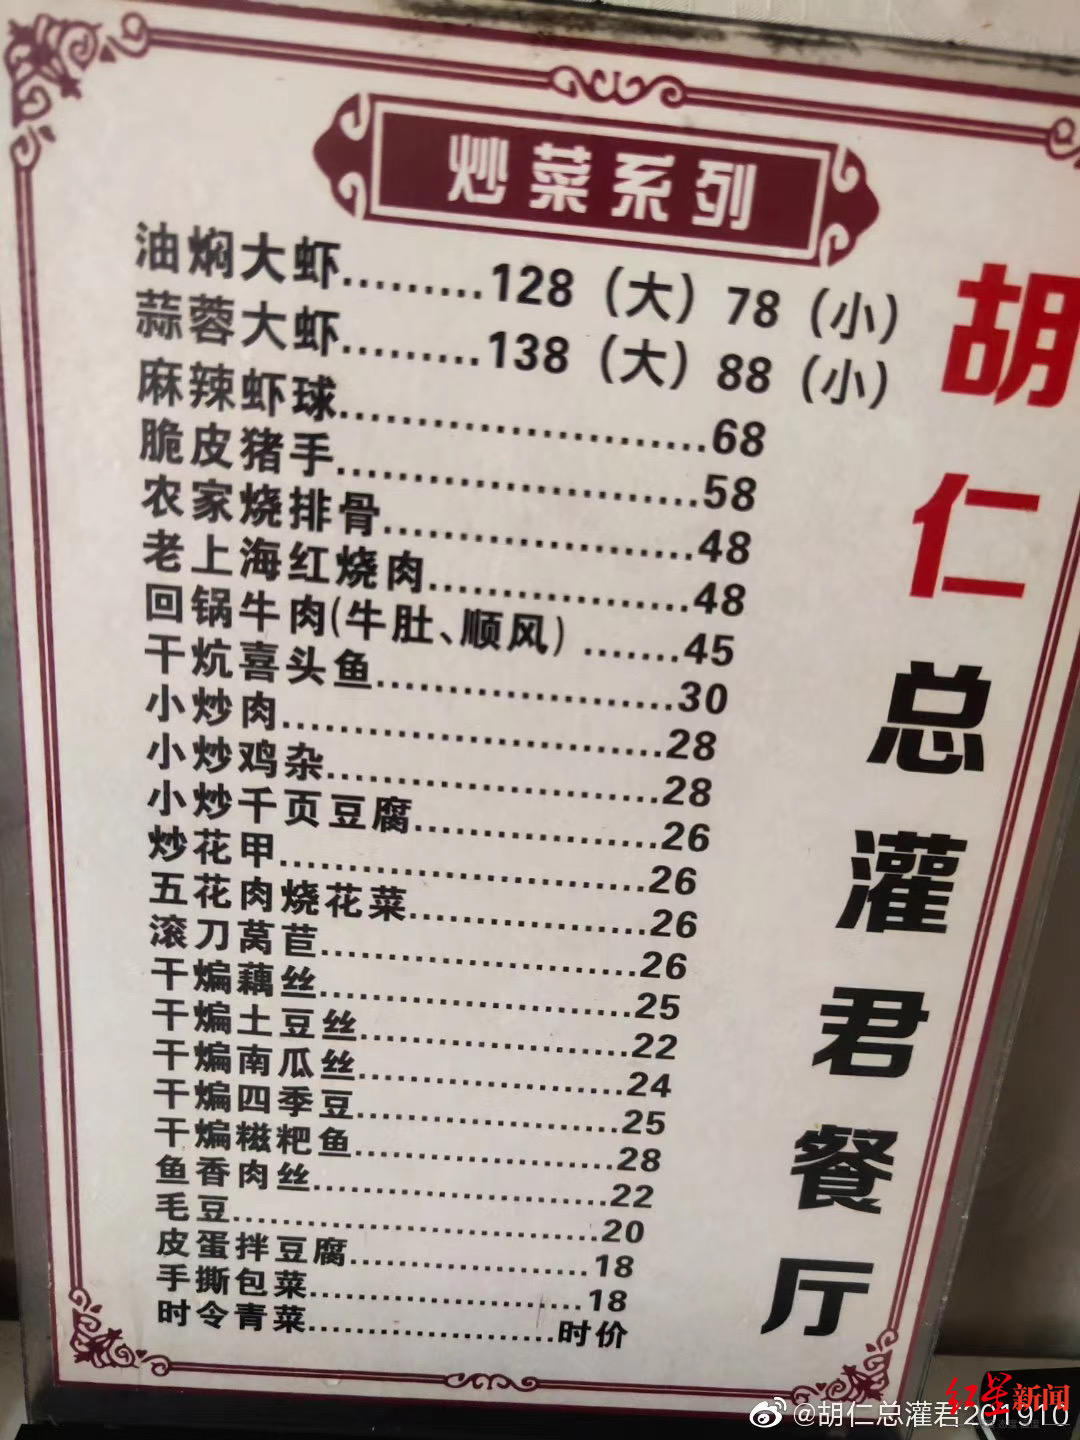 炒菜系列
油焖大虾.........128（大）78（小）
蒜蓉大虾.........138（大）88（小）
麻辣虾球........................68
脆皮猪手........................58
农家烧排骨....................48
老上海红烧肉.................48
回锅牛肉(牛肚、顺风) .......45
干炕喜头鱼....................30
小炒肉..........................28
小炒鸡杂.......................28
小炒千页豆腐.................26
炒花甲..........................26
五花肉烧花菜.................26
滚刀莴苣.......................26
干煸藕丝.......................25
干煸土豆丝....................22
干煸南瓜丝....................24
干煸四季豆....................25
干煸糍粑鱼....................28
鱼香肉丝.......................22
毛豆.............................20
皮蛋拌豆腐....................18
手撕包菜.......................18
时令青菜....................时价
胡仁总灌君餐厅
红星新闻
@胡仁总灌君201910